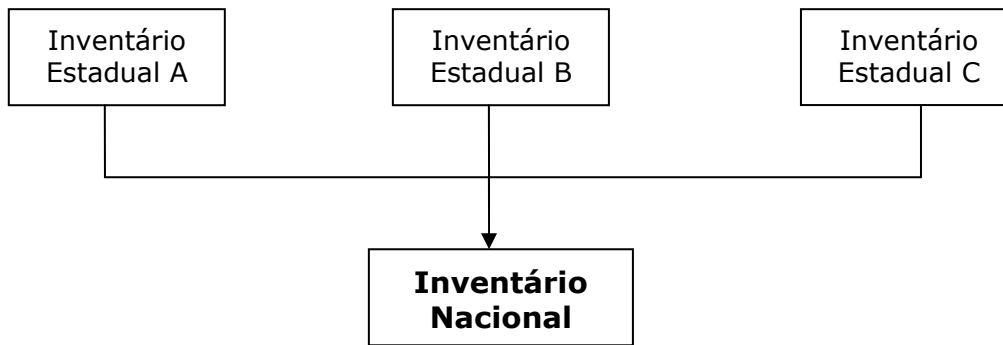 Inventário
Estadual A
Inventário
Estadual B
Inventário
Estadual C
Inventário
Nacional